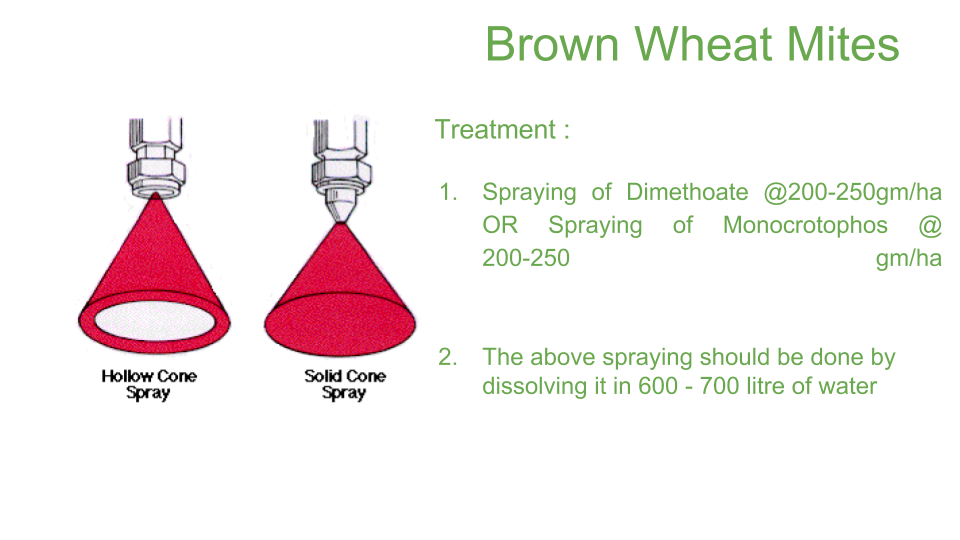 Brown Wheat Mites
Treatment :
1. Spraying of Dimethoate @200-250gm/ha
OR Spraying of Monocrotophos @
200-250 gm/ha
2. The above spraying should be done by
dissolving it in 600 - 700 litre of water
Hollow Cone
Spray
Solid Cone
Spray